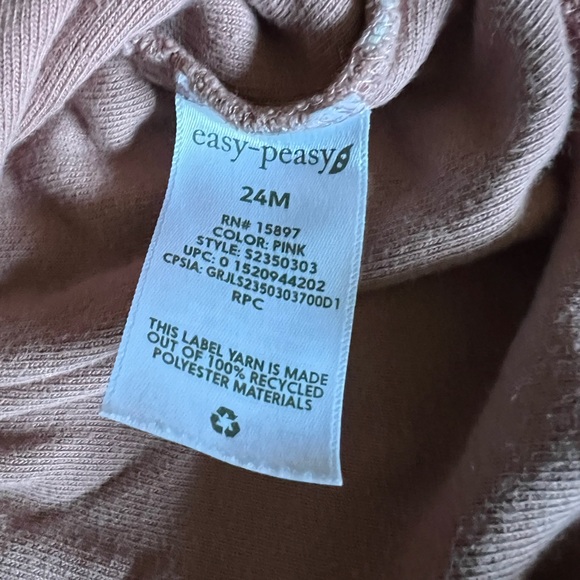 easy-peasy
24M
RN# 15897
COLOR: PINK
STYLE: S2350303
UPC: 0 1520944202
CPSIA: GRJLS2350303700D1
RPC
THIS LABEL YARN IS MADE
OUT OF 100% RECYCLED
POLYESTER MATERIALS